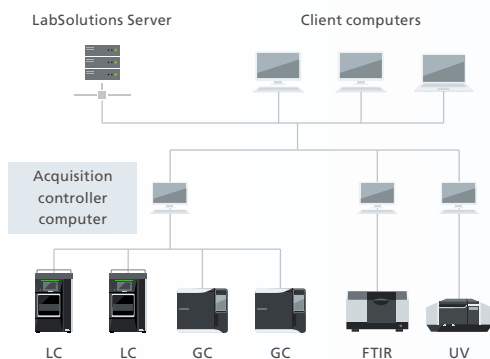 LabSolutions Server
Client computers
Acquisition
controller
computer
LC
LC
GC
GC
FTIR
UV